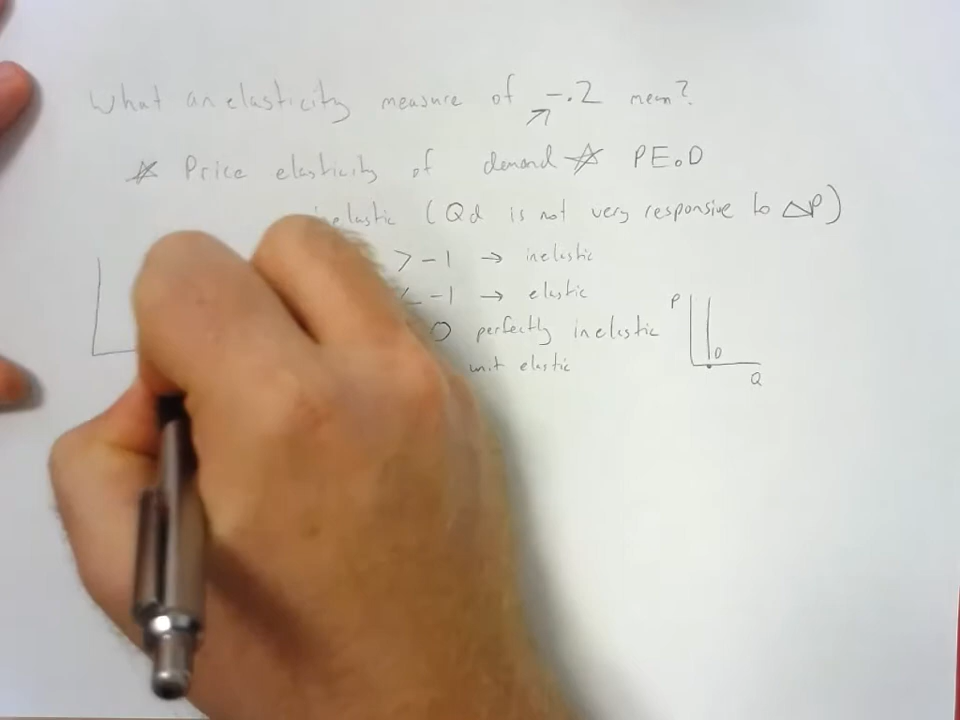 What an elasticity measure of -.2 mean?
Price elasticity of demand PEoD
inelastic (Qd is not very responsive to ΔP)
> -1 → inelastic
< -1 → elastic
0 perfectly inelastic
unit elastic
P
D
Q